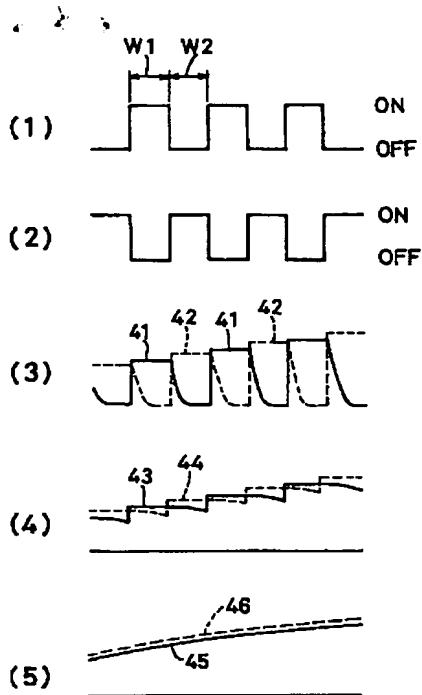 W1 W2
(1) ON
OFF
(2) ON
OFF
41 42 41 42
(3)
43 44
(4)
46
45
(5)